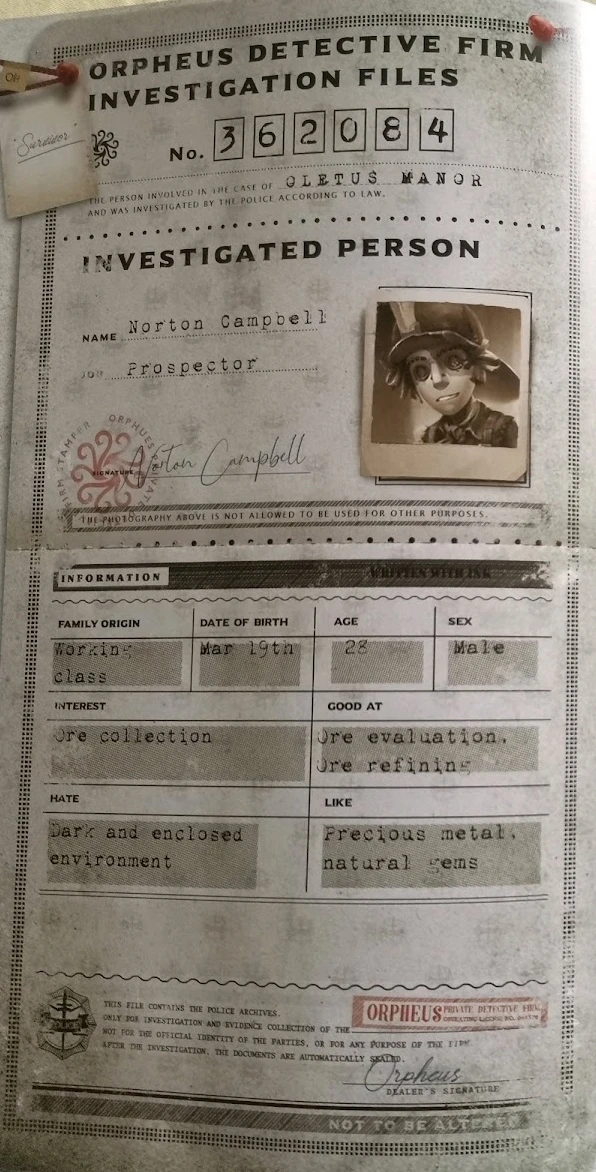 ORPHEUS DETECTIVE FIRM
INVESTIGATION FILES
"Survivor"
No. 362084
THE PERSON INVOLVED IN THE CASE OF OLETUS MANOR
AND WAS INVESTIGATED BY THE POLICE ACCORDING TO LAW.
INVESTIGATED PERSON
NAME Norton Campbell
JOB Prospector
SIGNATURE Norton Campbell
THE PHOTOGRAPHY ABOVE IS NOT ALLOWED TO BE USED FOR OTHER PURPOSES.
INFORMATION WRITTEN WITH INK
FAMILY ORIGIN DATE OF BIRTH AGE SEX
Working Mar 19th 28 Male
class
INTEREST GOOD AT
Ore collection Ore evaluation,
Ore refining
HATE LIKE
Dark and enclosed Precious metal,
environment natural gems
THIS FILE CONTAINS THE POLICE ARCHIVES.
ONLY FOR INVESTIGATION AND EVIDENCE COLLECTION OF THE ORPHEUS PRIVATE DETECTIVE FIRM,
OPERATING LICENSE NO.
NOT FOR THE OFFICIAL IDENTITY OF THE PARTIES, OR FOR ANY PURPOSE OF THE FIRM.
AFTER THE INVESTIGATION, THE DOCUMENTS ARE AUTOMATICALLY SEALED.
Orpheus
DEALER'S SIGNATURE
NOT TO BE ALTERED